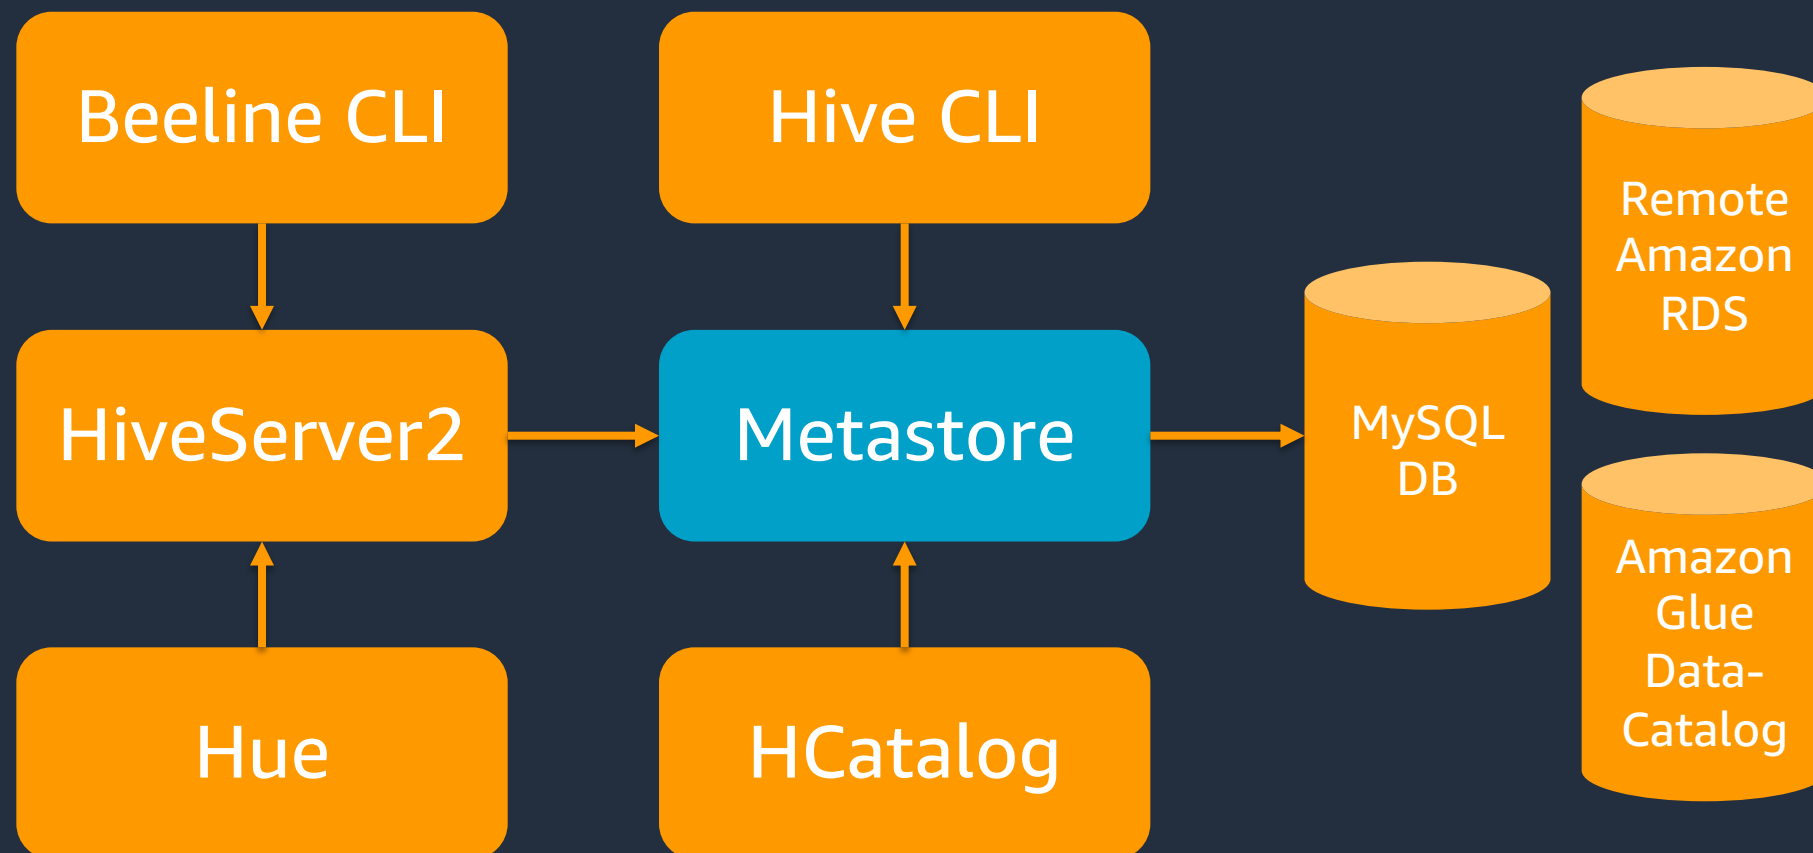 Beeline CLI
Hive CLI
Remote
Amazon
RDS
HiveServer2
Metastore
MySQL
DB
Amazon
Glue
Data-
Catalog
Hue
HCatalog